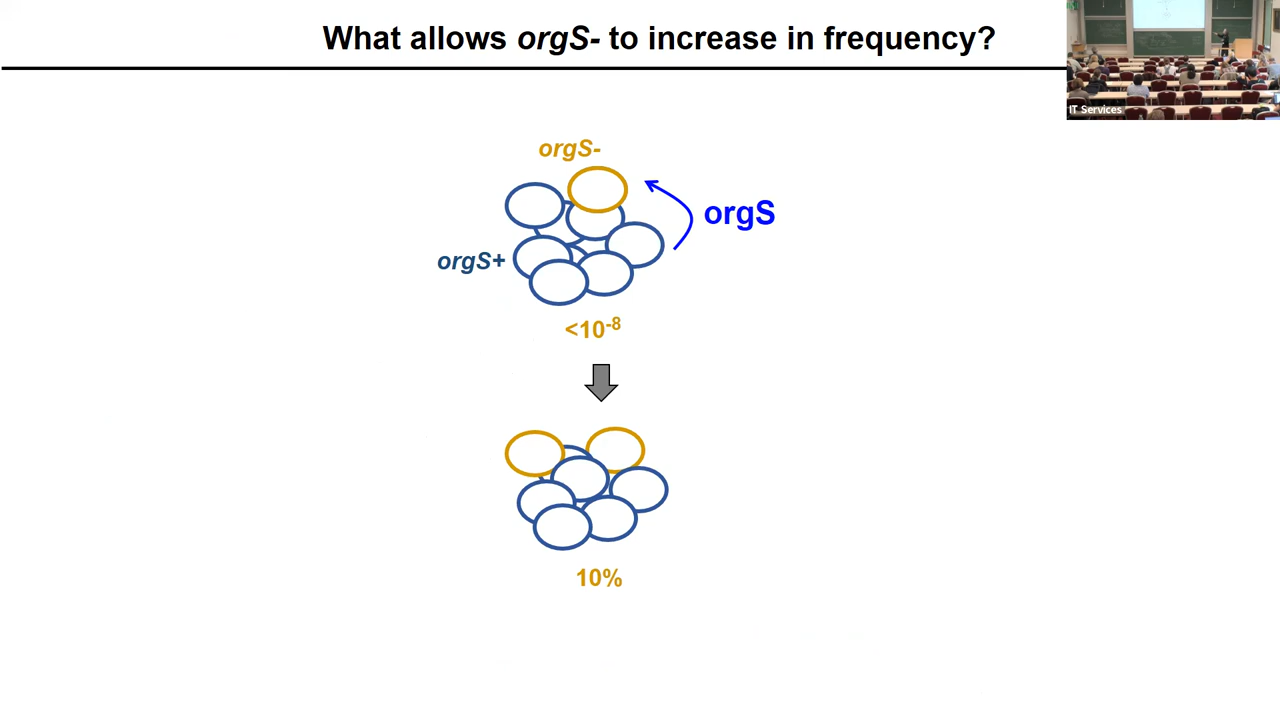 What allows orgS- to increase in frequency?
IT Services
orgS-
orgS
orgS+
<10-8
10%